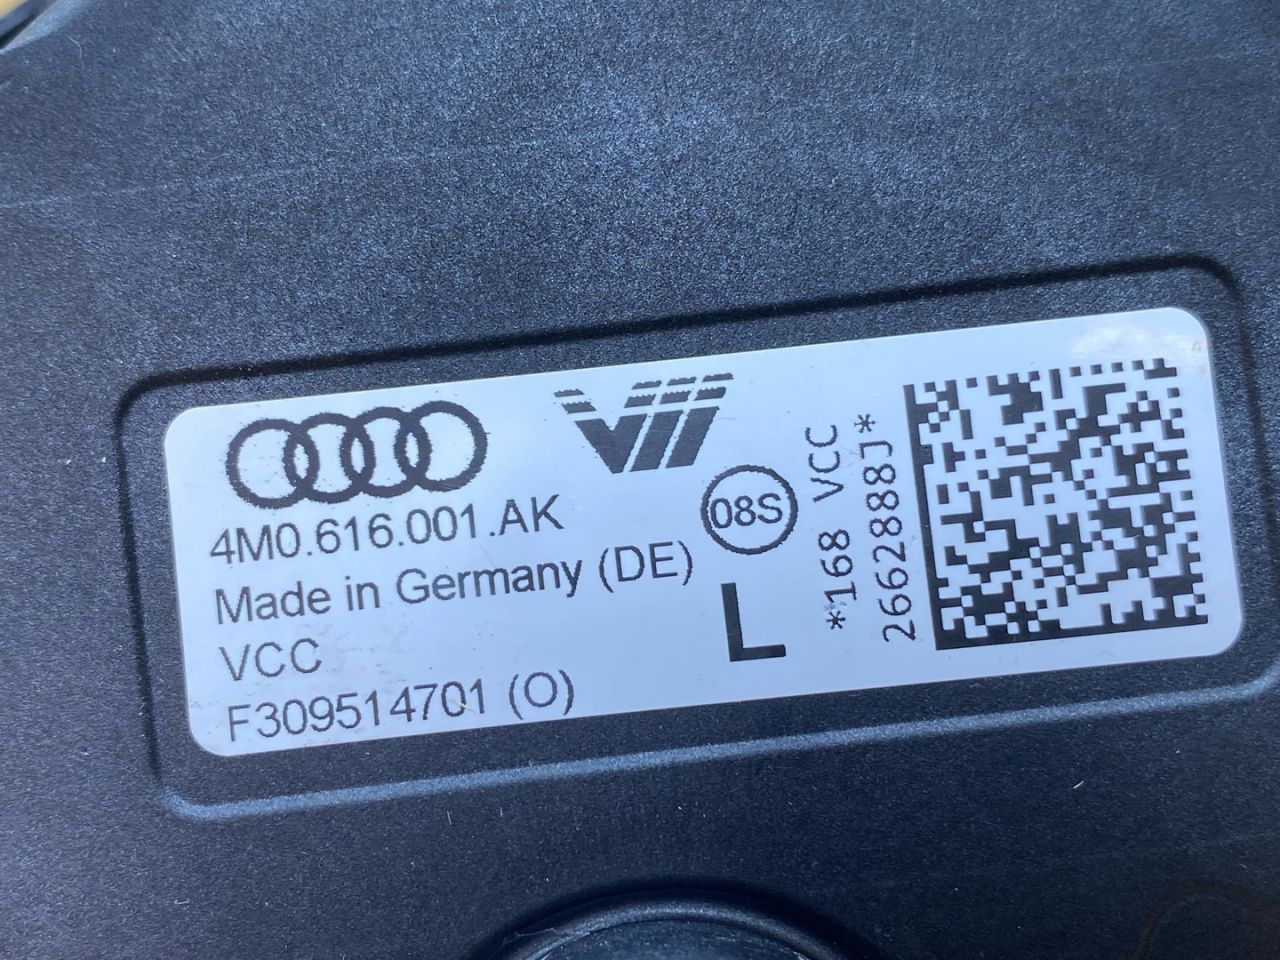 4M0.616.001.AK
Made in Germany (DE)
VCC
F309514701 (O)
08S
L
*168 VCC
2662888J*